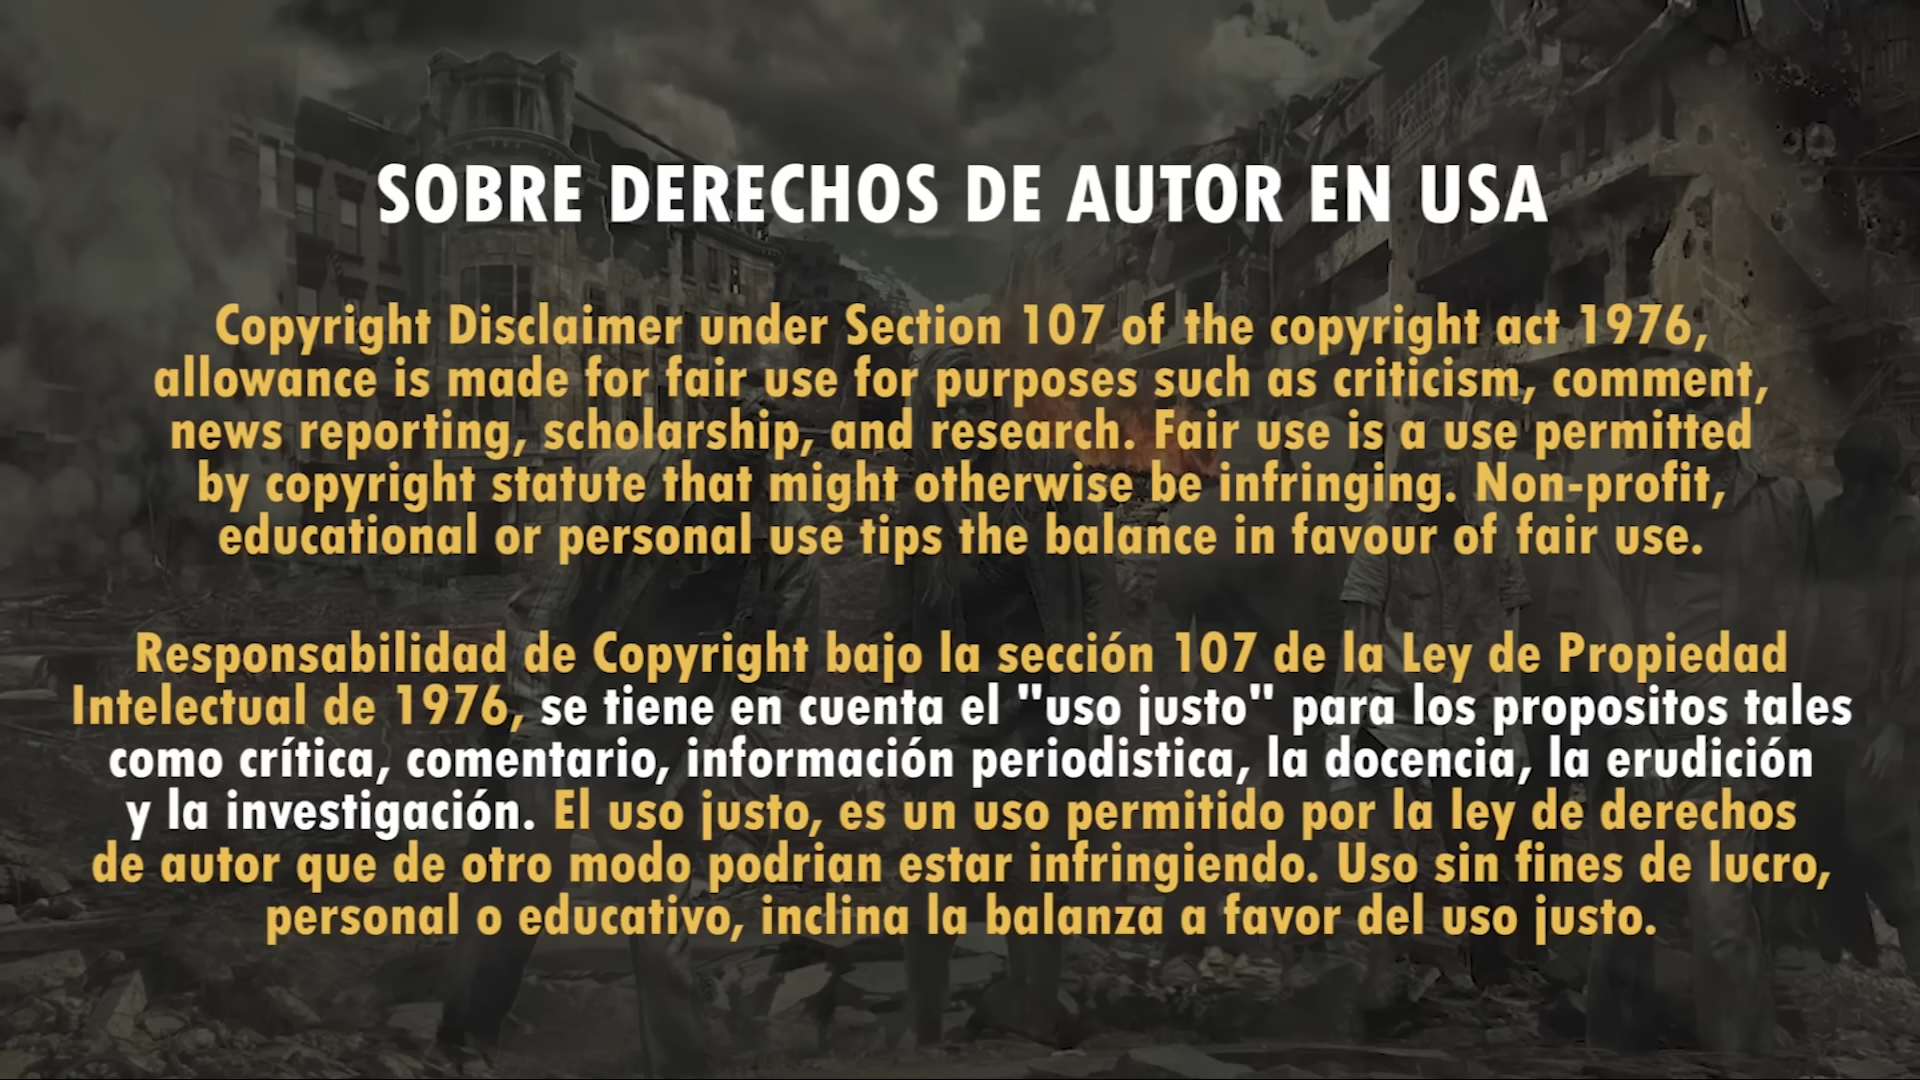 SOBRE DERECHOS DE AUTOR EN USA
Copyright Disclaimer under Section 107 of the copyright act 1976,
allowance is made for fair use for purposes such as criticism, comment,
news reporting, scholarship, and research. Fair use is a use permitted
by copyright statute that might otherwise be infringing. Non-profit,
educational or personal use tips the balance in favour of fair use.
Responsabilidad de Copyright bajo la sección 107 de la Ley de Propiedad
Intelectual de 1976, se tiene en cuenta el "uso justo" para los propositos tales
como crítica, comentario, información periodistica, la docencia, la erudición
y la investigación. El uso justo, es un uso permitido por la ley de derechos
de autor que de otro modo podrian estar infringiendo. Uso sin fines de lucro,
personal o educativo, inclina la balanza a favor del uso justo.